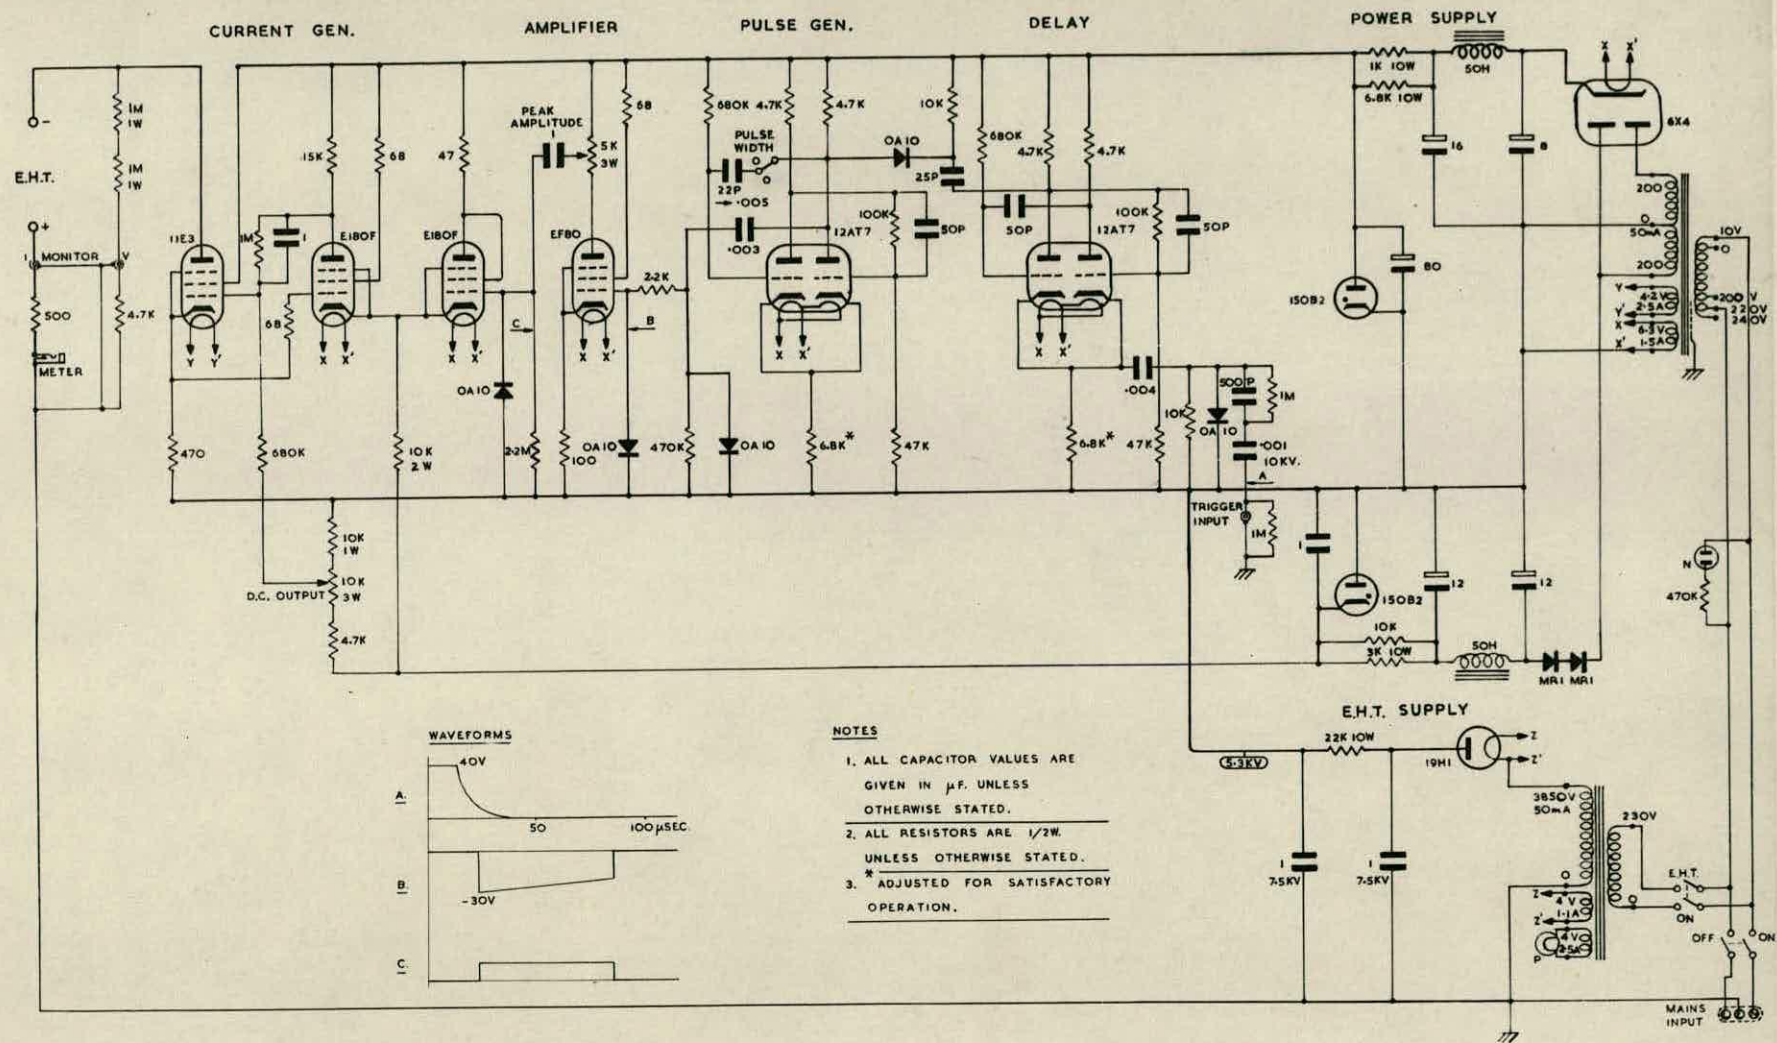 CURRENT GEN.
AMPLIFIER
PULSE GEN.
DELAY
POWER SUPPLY
-
E.H.T.
+
I MONITOR V
500
METER
1M
1W
1M
1W
4.7K
11E3
Y Y'
470
1M
1
15K
68
E180F
68
X X'
680K
10K
2W
47
E180F
X X'
OA10
C
2.2M
PEAK
AMPLITUDE
1
5K
3W
68
EF80
X X'
B
100
OA10
2.2K
470K
OA10
680K
4.7K
4.7K
PULSE
WIDTH
22P
→ .005
.003
OA10
100K
50P
12AT7
X X'
6.8K*
47K
10K
25P
680K
4.7K
4.7K
50P
100K
50P
12AT7
X X'
.004
6.8K*
47K
10K
OA10
500P
1M
.001
10KV.
A
TRIGGER
INPUT
1M
1K 10W
6.8K 10W
50H
X X'
6X4
16
8
80
150B2
200
O
50mA
200
Y
4.2V
2.5A
Y'
X
6.3V
1.5A
X'
10V
O
200 V
220V
240V
1
150B2
12
12
10K
3K 10W
50H
MR1 MR1
N
470K
10K
1W
10K
3W
D.C. OUTPUT
4.7K
E.H.T. SUPPLY
5.3KV
22K 10W
19H1
Z
Z'
1
7.5KV
1
7.5KV
3850V
50mA
O
Z
4V
1.1A
Z'
4V
2.5A
P
230V
O
E.H.T.
ON
OFF
ON
MAINS
INPUT
WAVEFORMS
A.
40V
50
100 μSEC.
B.
-30V
C.
NOTES
1. ALL CAPACITOR VALUES ARE
GIVEN IN μF. UNLESS
OTHERWISE STATED.
2. ALL RESISTORS ARE 1/2W.
UNLESS OTHERWISE STATED.
3. * ADJUSTED FOR SATISFACTORY
OPERATION.